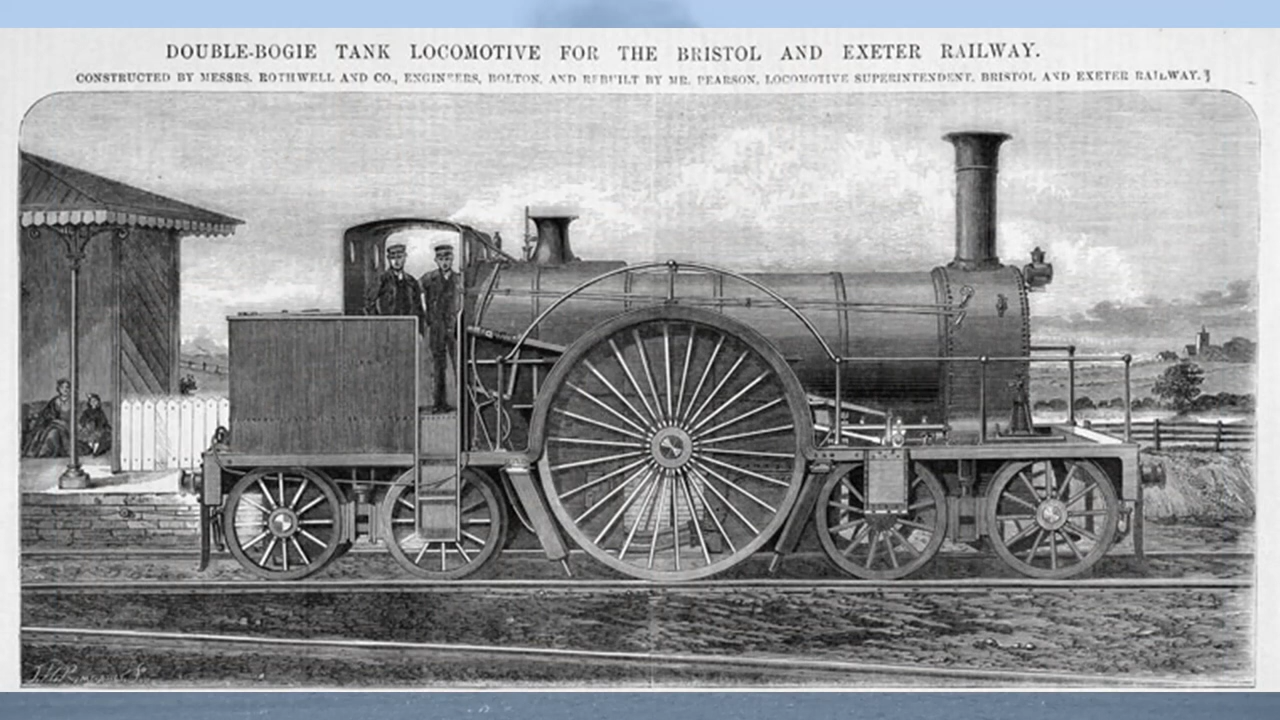 DOUBLE-BOGIE TANK LOCOMOTIVE FOR THE BRISTOL AND EXETER RAILWAY.
CONSTRUCTED BY MESSRS. ROTHWELL AND CO., ENGINEERS, BOLTON, AND REBUILT BY MR. PEARSON, LOCOMOTIVE SUPERINTENDENT, BRISTOL AND EXETER RAILWAY.